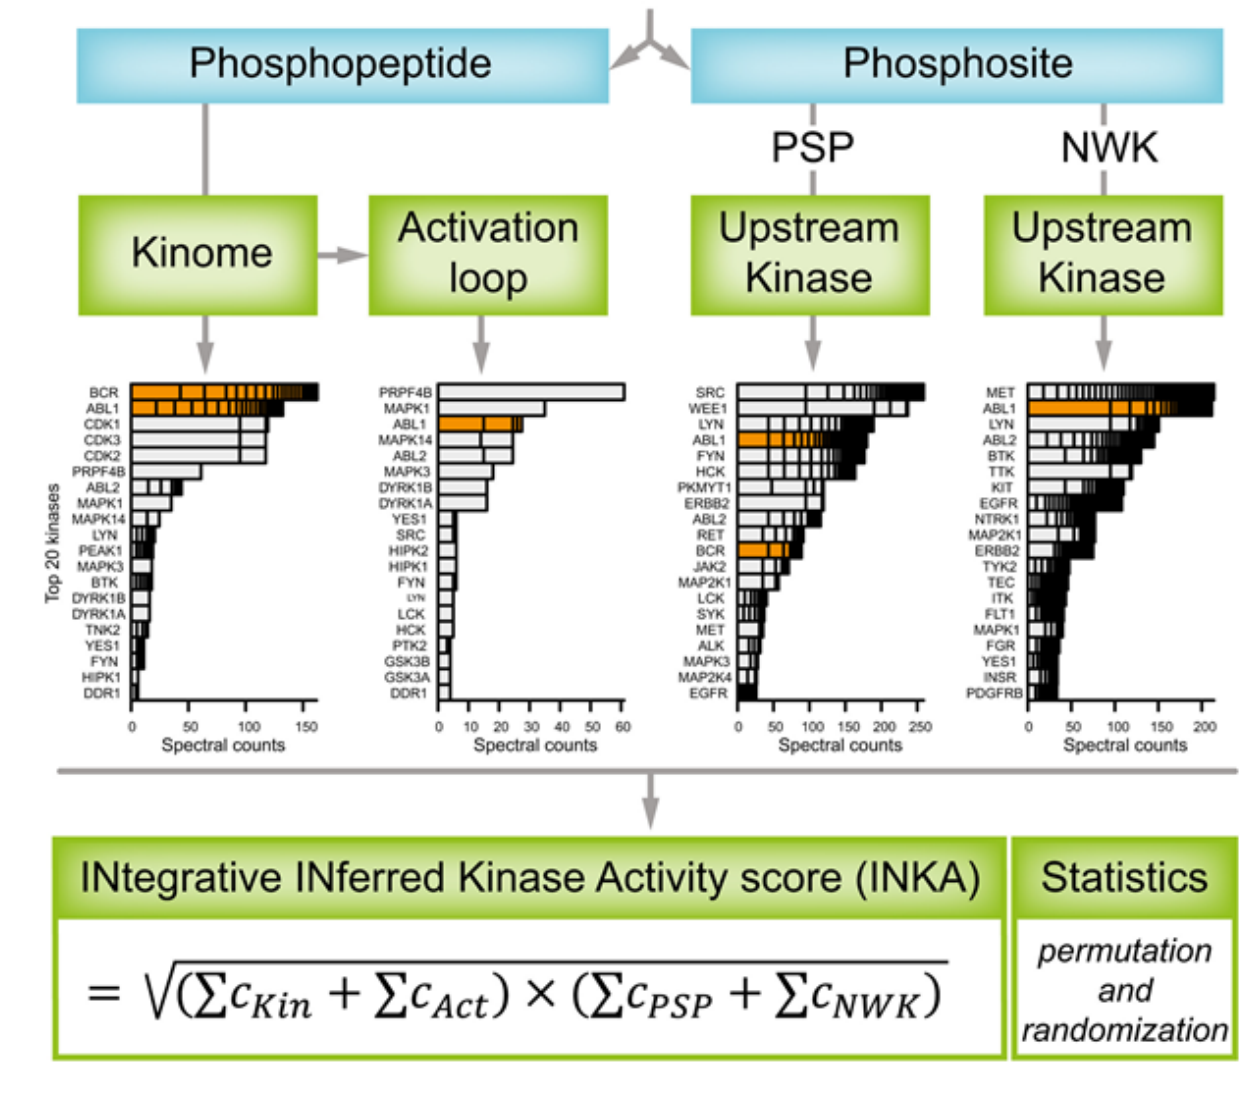 Phosphopeptide
Phosphosite
PSP
NWK
Kinome
Activation
loop
Upstream
Kinase
Upstream
Kinase
Top 20 kinases
BCR
ABL1
CDK1
CDK3
CDK2
PRPF4B
ABL2
MAPK1
MAPK14
LYN
PEAK1
MAPK3
BTK
DYRK1B
DYRK1A
TNK2
YES1
FYN
HIPK1
DDR1
0 50 100 150
Spectral counts
PRPF4B
MAPK1
ABL1
MAPK14
ABL2
MAPK3
DYRK1B
DYRK1A
YES1
SRC
HIPK2
HIPK1
FYN
LYN
LCK
HCK
PTK2
GSK3B
GSK3A
DDR1
0 10 20 30 40 50 60
Spectral counts
SRC
WEE1
LYN
ABL1
FYN
HCK
PKMYT1
ERBB2
ABL2
RET
BCR
JAK2
MAP2K1
LCK
SYK
MET
ALK
MAPK3
MAP2K4
EGFR
0 50 100 150 200 250
Spectral counts
MET
ABL1
LYN
ABL2
BTK
TTK
KIT
EGFR
NTRK1
MAP2K1
ERBB2
TYK2
TEC
ITK
FLT1
MAPK1
FGR
YES1
INSR
PDGFRB
0 50 100 150 200
Spectral counts
INtegrative INferred Kinase Activity score (INKA)
= √(∑cKin + ∑cAct) × (∑cPSP + ∑cNWK)
Statistics
permutation
and
randomization